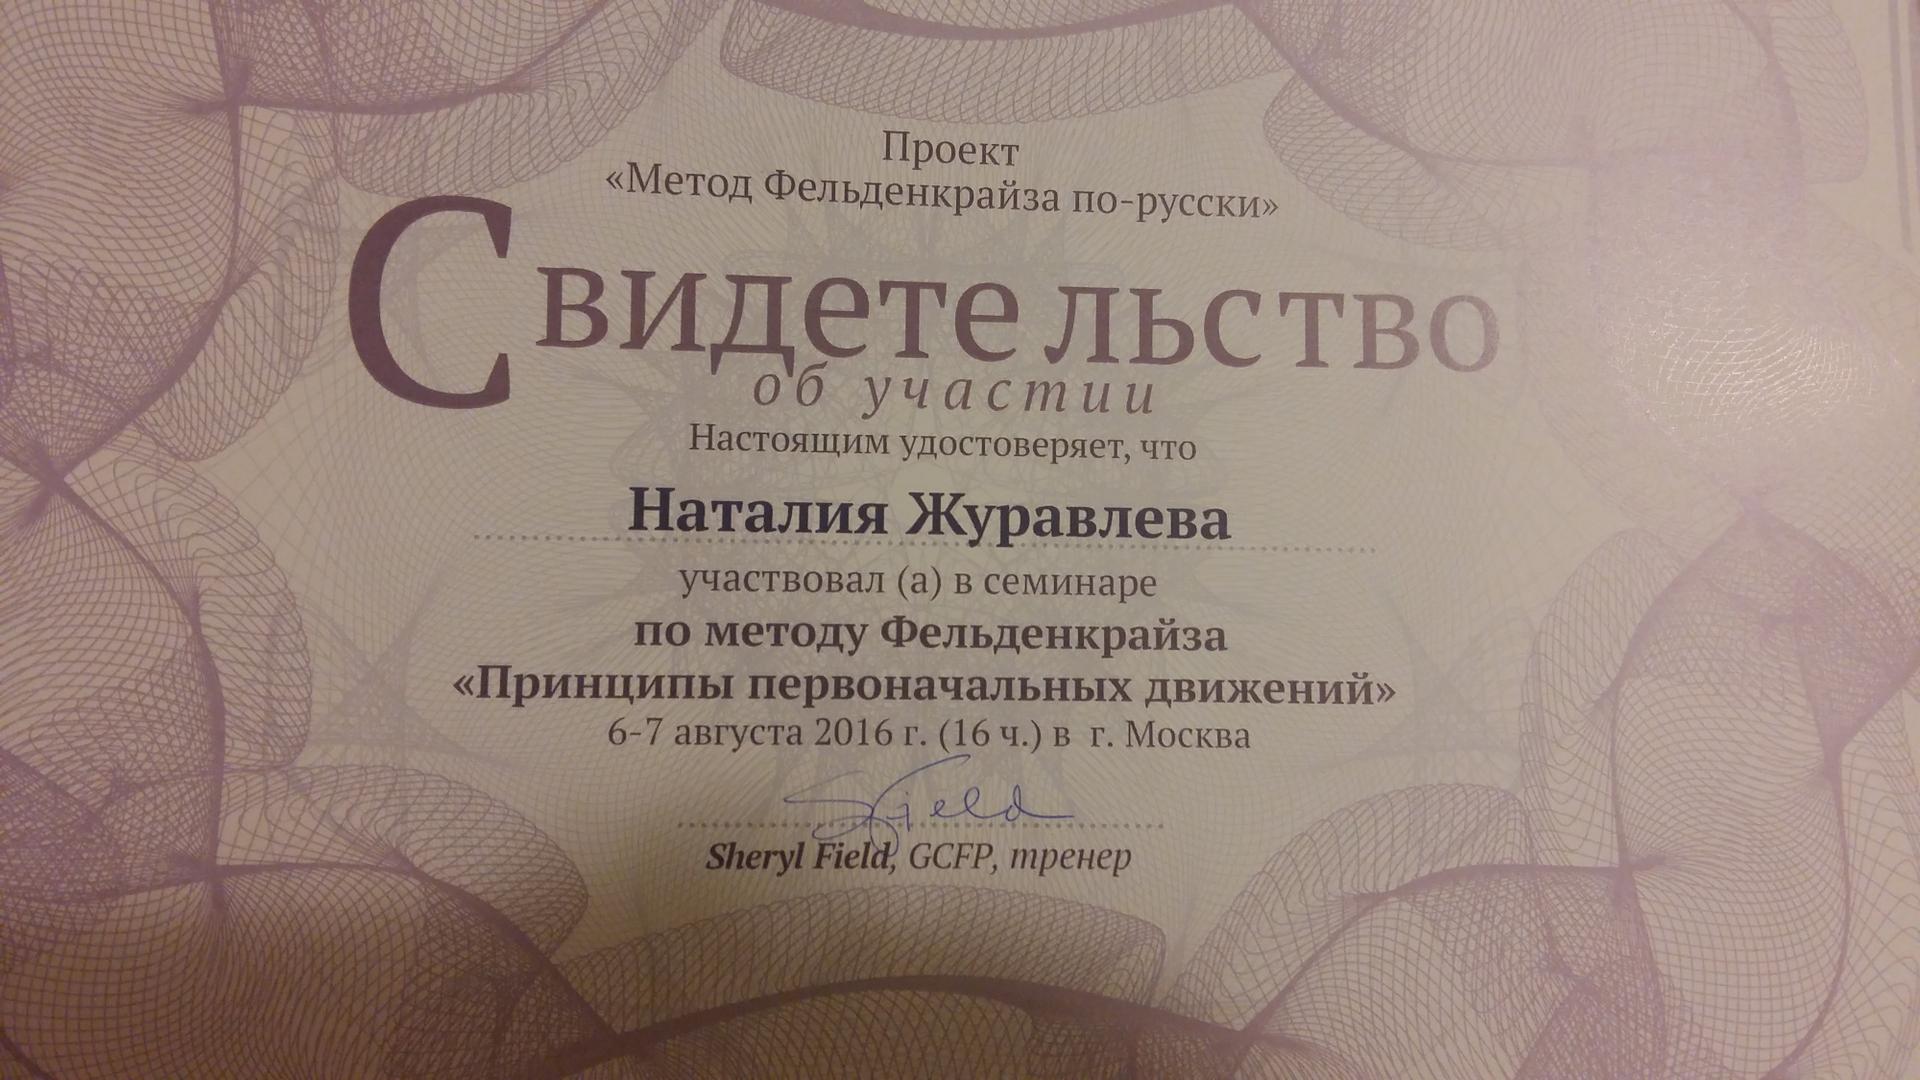 Проект
«Метод Фельденкрайза по-русски»
Свидетельство
об участии
Настоящим удостоверяет, что
Наталия Журавлева
участвовал (а) в семинаре
по методу Фельденкрайза
«Принципы первоначальных движений»
6-7 августа 2016 г. (16 ч.) в г. Москва
SField
Sheryl Field, GCFP, тренер